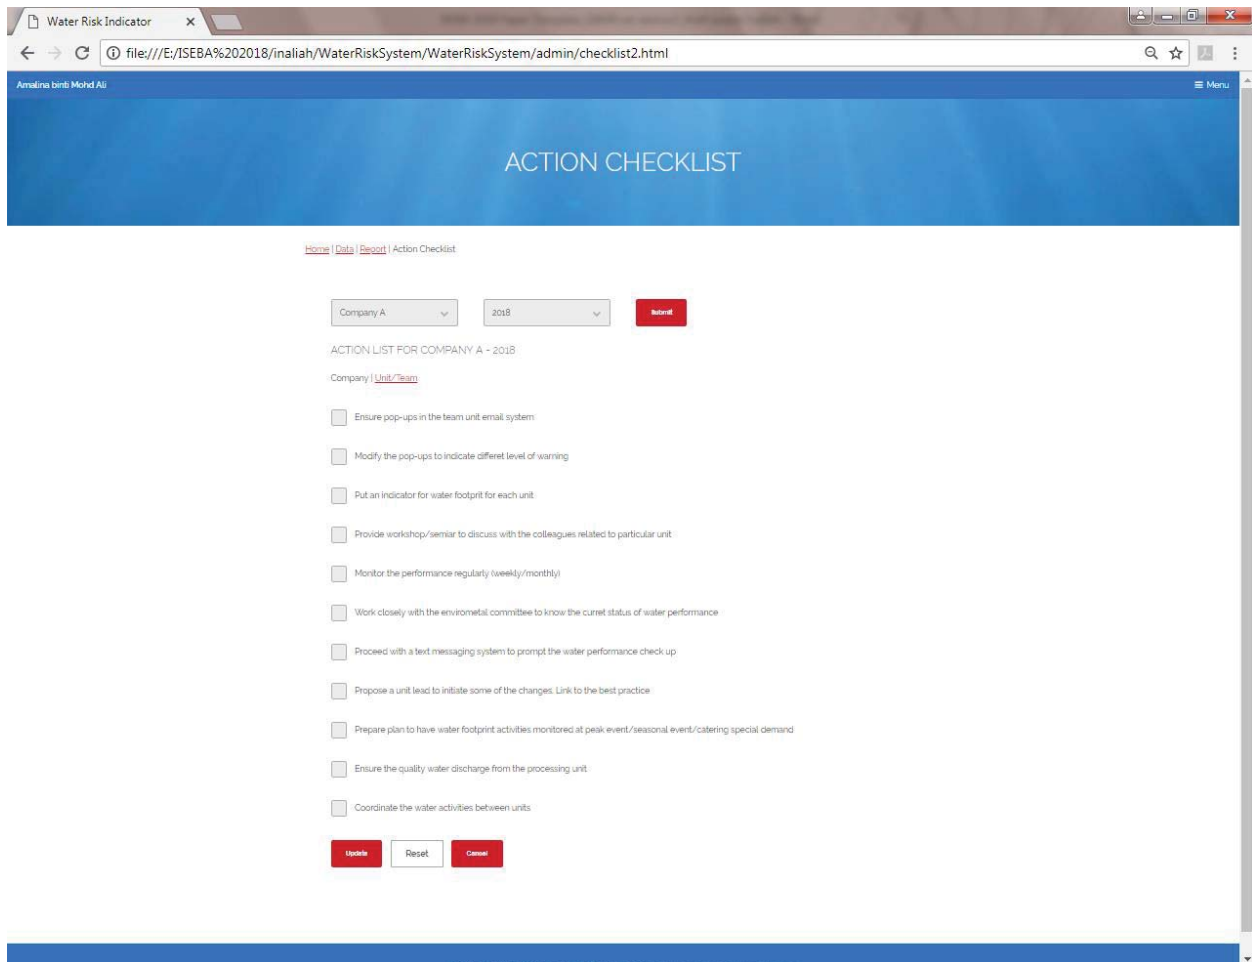 Water Risk Indicator
file:///E:/ISEBA%202018/inaliah/WaterRiskSystem/WaterRiskSystem/admin/checklist2.html
Amalina binti Mohd Ali
Menu
ACTION CHECKLIST
Home | Data | Report | Action Checklist
Company A
2018
Submit
ACTION LIST FOR COMPANY A - 2018
Company | Unit/Team
Ensure pop-ups in the team unit email system
Modify the pop-ups to indicate differet level of warning
Put an indicator for water footprit for each unit
Provide workshop/semiar to discuss with the colleagues related to particular unit
Monitor the performance regularly (weekly/monthly)
Work closely with the envirometal committee to know the curret status of water performance
Proceed with a text messaging system to prompt the water performance check up
Propose a unit lead to initiate some of the changes. Link to the best practice
Prepare plan to have water footprint activities monitored at peak event/seasonal event/catering special demand
Ensure the quality water discharge from the processing unit
Coordinate the water activities between units
Update
Reset
Cancel